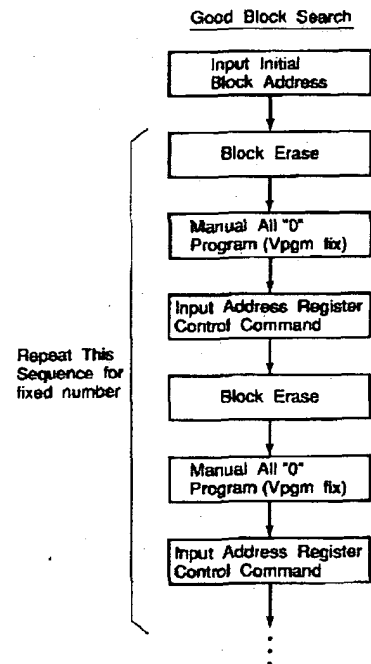 Good Block Search
Input Initial
Block Address
Block Erase
Manual All "0"
Program (Vpgm fix)
Input Address Register
Control Command
Repeat This
Sequence for
fixed number
Block Erase
Manual All "0"
Program (Vpgm fix)
Input Address Register
Control Command